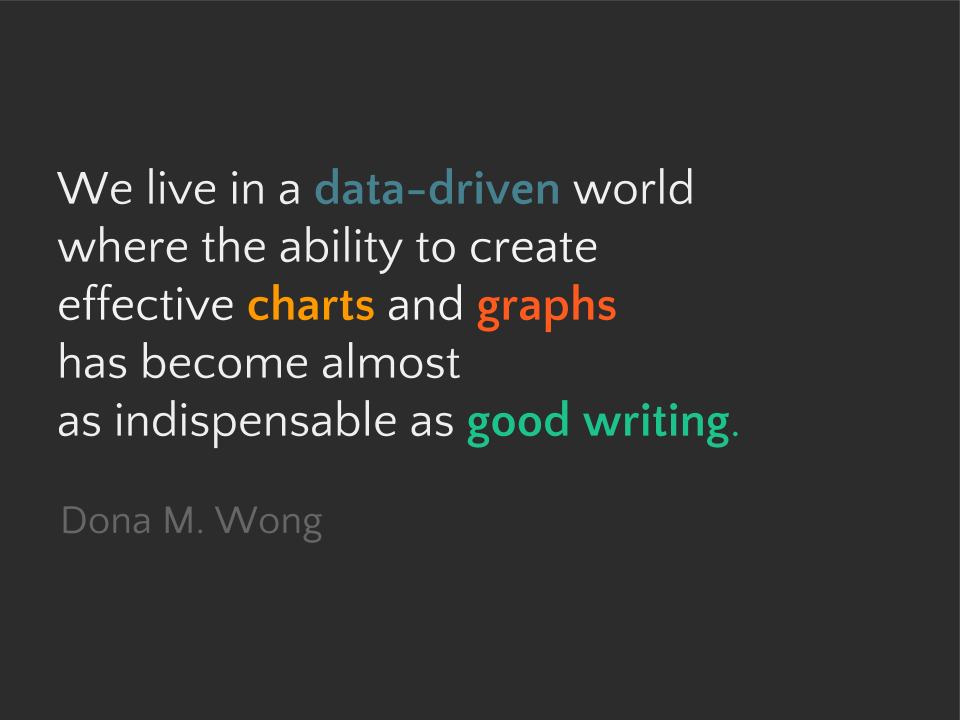 We live in a data-driven world
where the ability to create
effective charts and graphs
has become almost
as indispensable as good writing.
Dona M. Wong